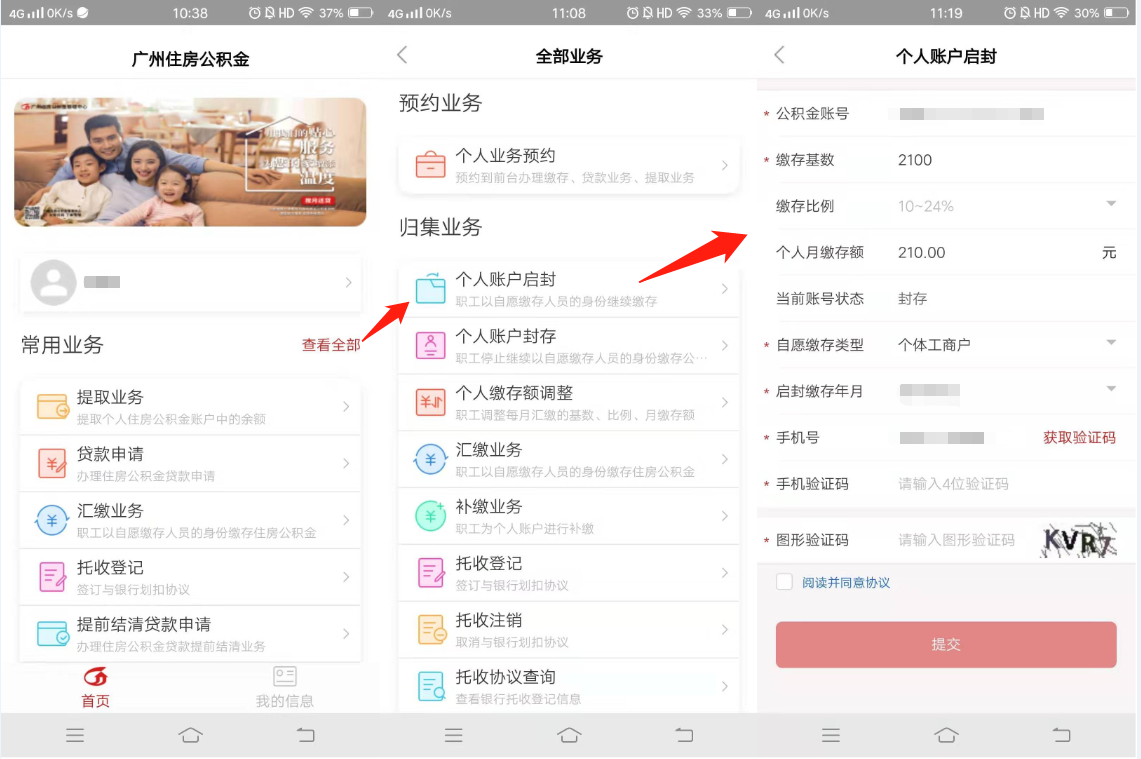 4G 0K/s 10:38 HD 37%
广州住房公积金
服务
温度
查看全部
常用业务
提取业务
提取个人住房公积金账户中的余额
贷款申请
办理住房公积金贷款申请
汇缴业务
职工以自愿缴存人员的身份缴存住房公积金
托收登记
签订与银行划扣协议
提前结清贷款申请
办理住房公积金贷款提前结清业务
首页
我的信息
4G 0K/s 11:08 HD 33%
全部业务
预约业务
个人业务预约
预约到前台办理缴存、贷款业务、提取业务
归集业务
个人账户启封
职工以自愿缴存人员的身份继续缴存
个人账户封存
职工停止继续以自愿缴存人员的身份缴存公…
个人缴存额调整
职工调整每月汇缴的基数、比例、月缴存额
汇缴业务
职工以自愿缴存人员的身份缴存住房公积金
补缴业务
职工为个人账户进行补缴
托收登记
签订与银行划扣协议
托收注销
取消与银行划扣协议
托收协议查询
查看银行托收登记信息
4G 0K/s 11:19 HD 30%
个人账户启封
* 公积金账号
* 缴存基数 2100
缴存比例 10~24%
个人月缴存额 210.00 元
当前账号状态 封存
* 自愿缴存类型 个体工商户
* 启封缴存年月
* 手机号 获取验证码
* 手机验证码 请输入4位验证码
* 图形验证码 请输入图形验证码 KVR7
阅读并同意协议
提交